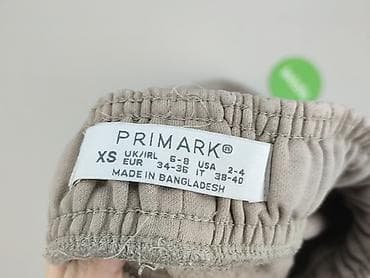 PRIMARK®
XS UK/IRL 6-8 USA 2-4
EUR 34-36 IT 38-40
MADE IN BANGLADESH